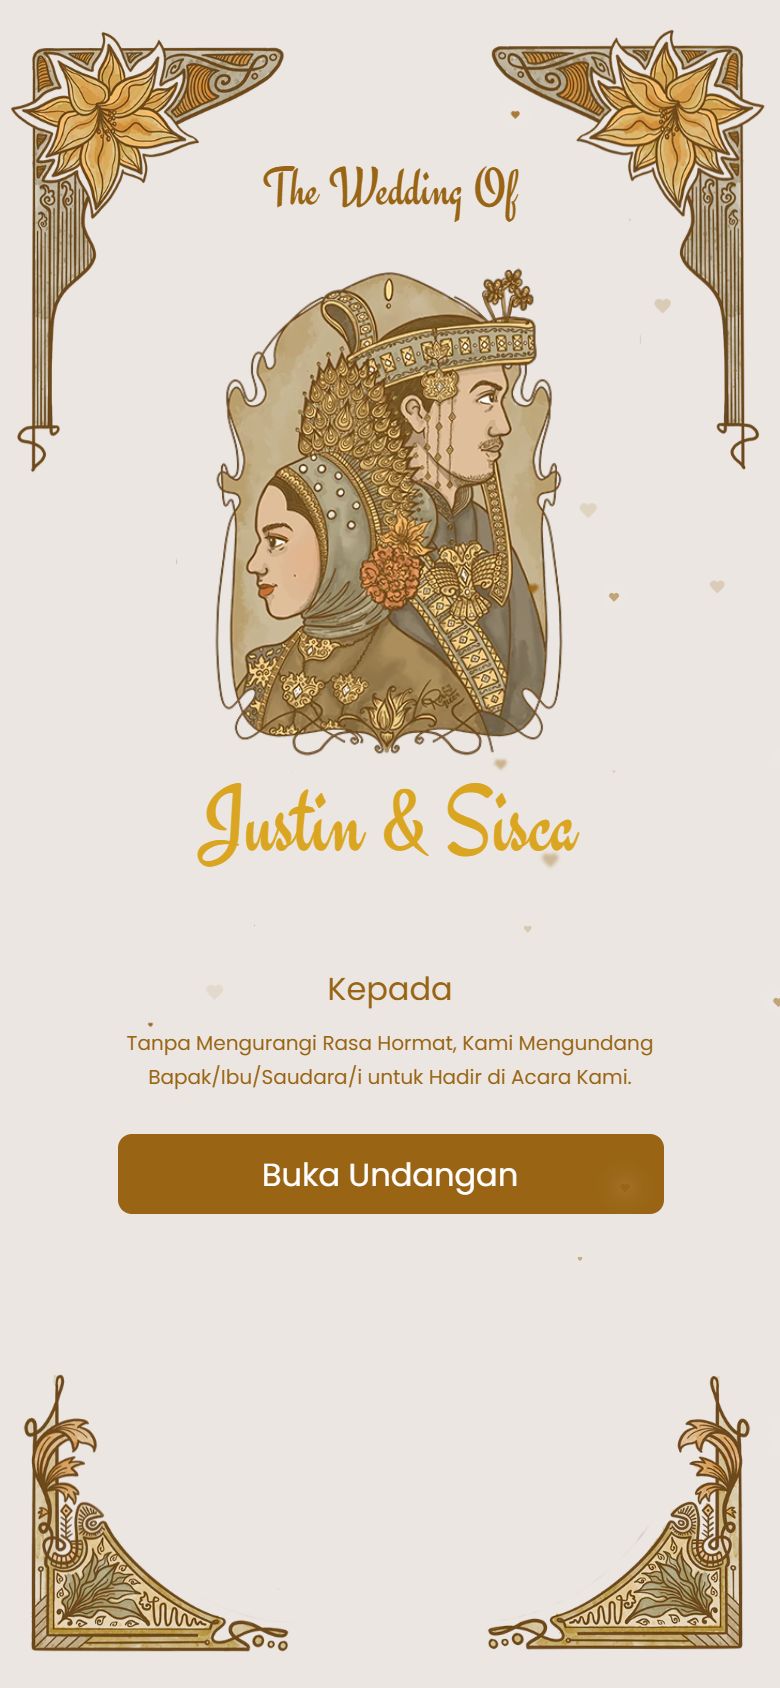 The Wedding Of
Justin & Sisca
Kepada
Tanpa Mengurangi Rasa Hormat, Kami Mengundang
Bapak/Ibu/Saudara/i untuk Hadir di Acara Kami.
Buka Undangan